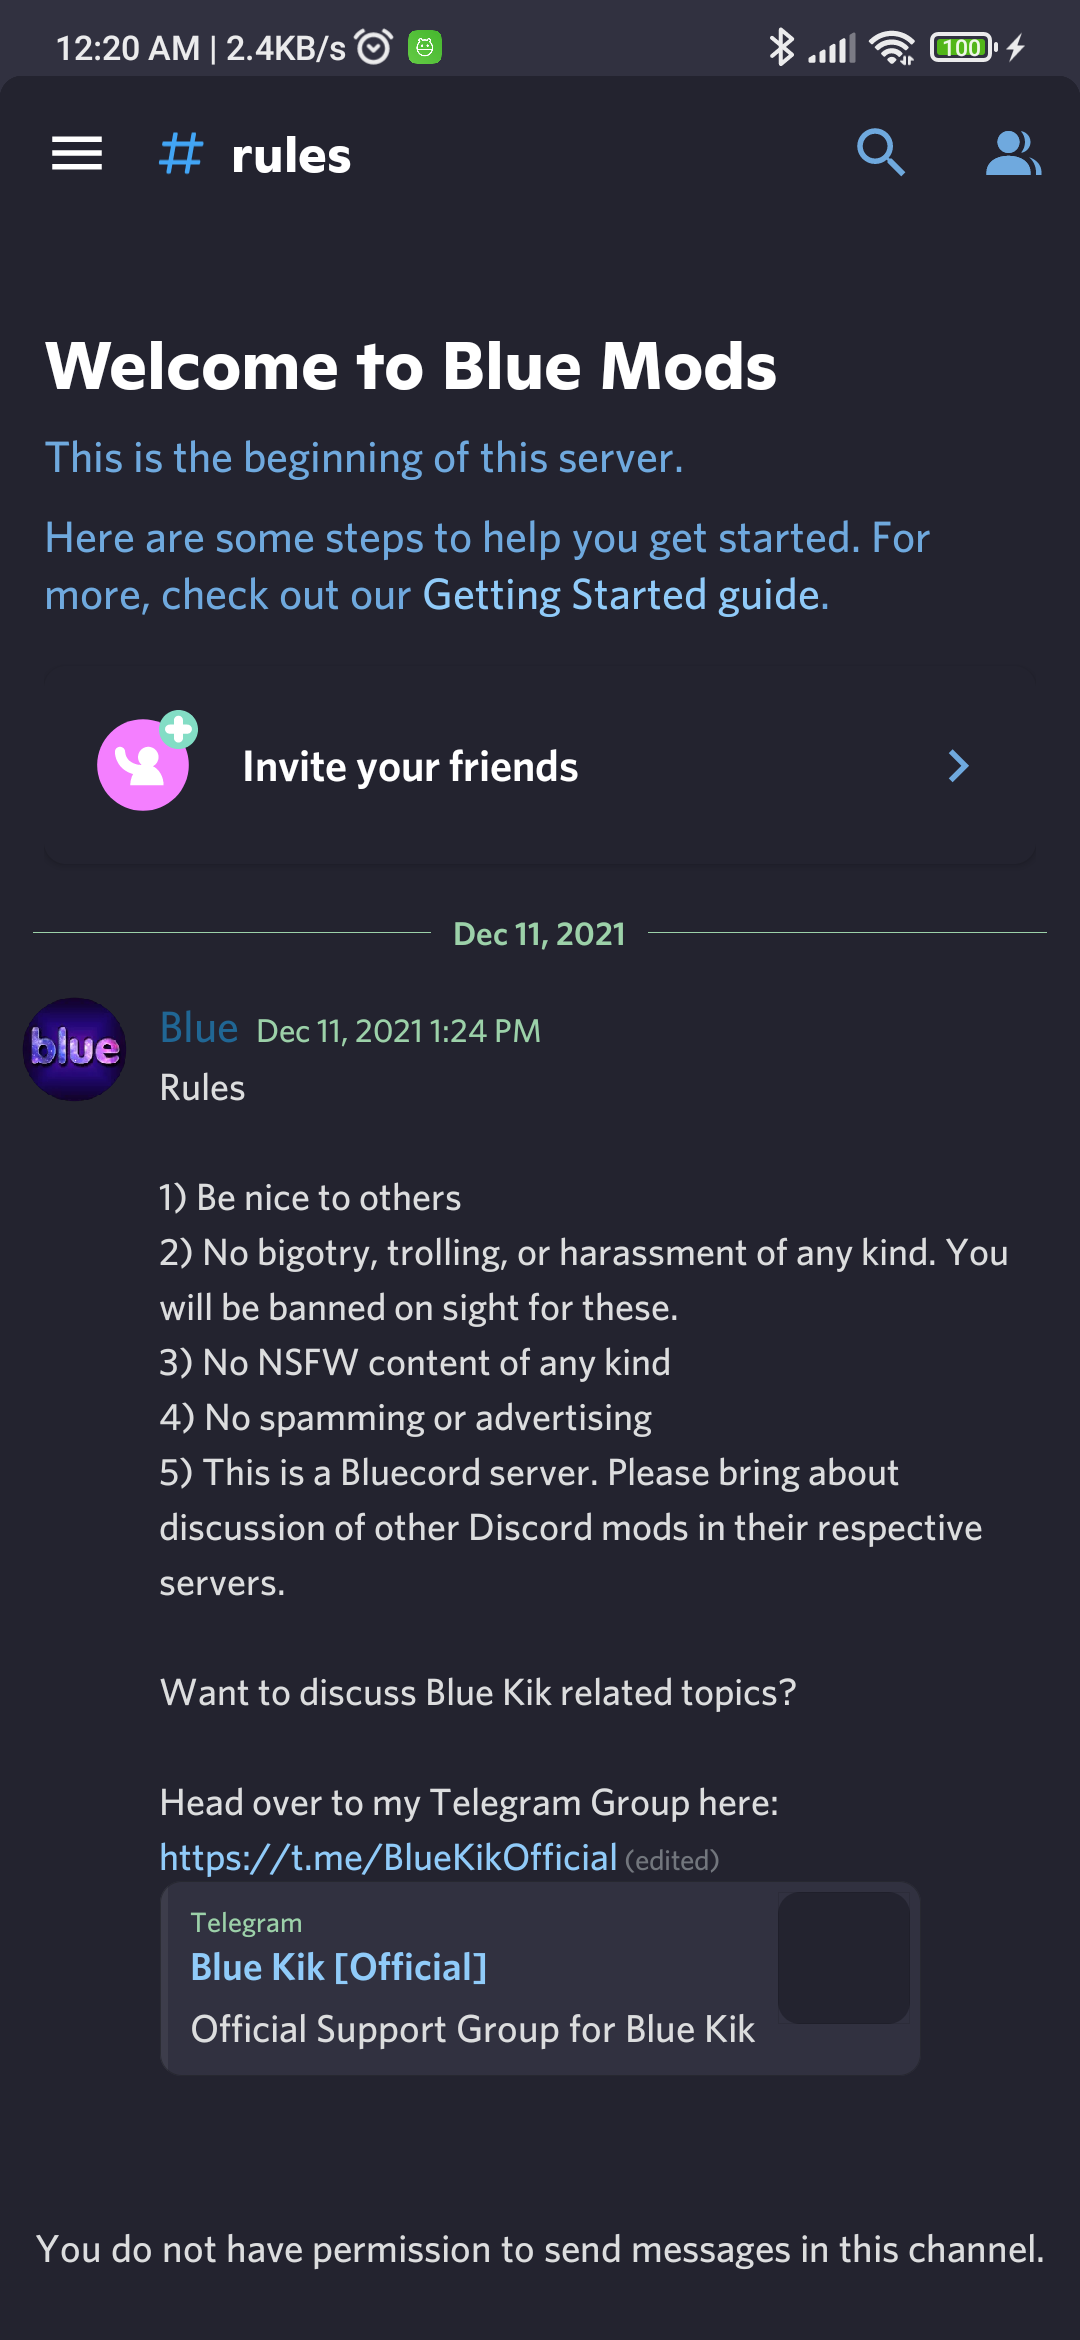 12:20 AM | 2.4KB/s
100
# rules
Welcome to Blue Mods
This is the beginning of this server.
Here are some steps to help you get started. For
more, check out our Getting Started guide.
Invite your friends
Dec 11, 2021
blue
Blue Dec 11, 2021 1:24 PM
Rules
1) Be nice to others
2) No bigotry, trolling, or harassment of any kind. You
will be banned on sight for these.
3) No NSFW content of any kind
4) No spamming or advertising
5) This is a Bluecord server. Please bring about
discussion of other Discord mods in their respective
servers.
Want to discuss Blue Kik related topics?
Head over to my Telegram Group here:
https://t.me/BlueKikOfficial (edited)
Telegram
Blue Kik [Official]
Official Support Group for Blue Kik
You do not have permission to send messages in this channel.